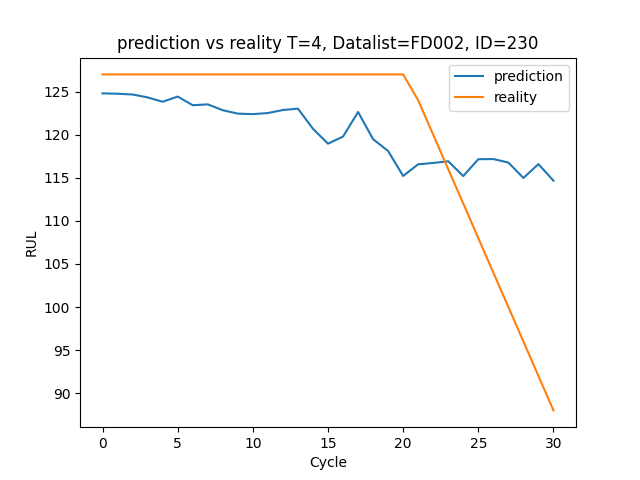 prediction vs reality T=4, Datalist=FD002, ID=230
prediction
reality
RUL
125
120
115
110
105
100
95
90
0 5 10 15 20 25 30
Cycle